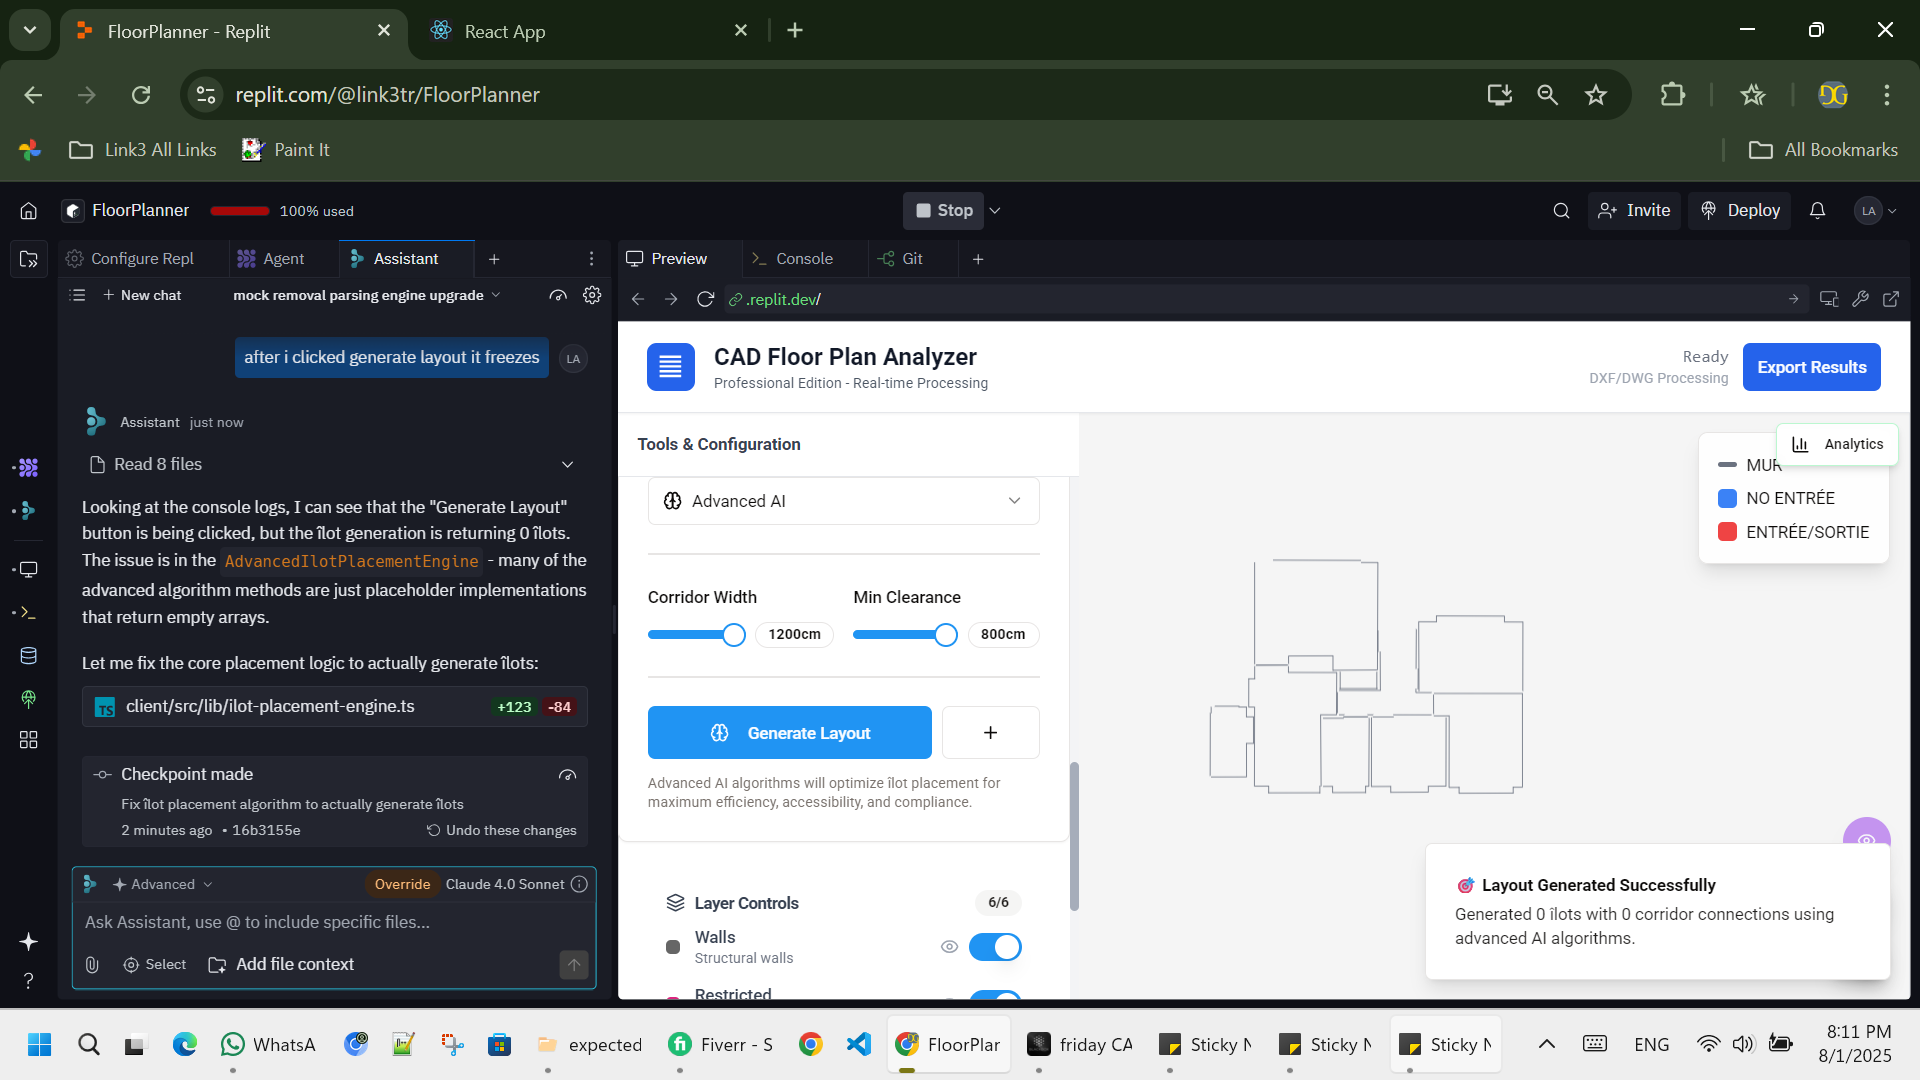 FloorPlanner - Replit
React App
replit.com/@link3tr/FloorPlanner
DG
Link3 All Links
Paint It
All Bookmarks
FloorPlanner
100% used
Stop
Invite
Deploy
LA
Configure Repl
Agent
Assistant
Preview
Console
Git
New chat
mock removal parsing engine upgrade
.replit.dev/
after i clicked generate layout it freezes
LA
Assistant just now
Read 8 files
Looking at the console logs, I can see that the "Generate Layout"
button is being clicked, but the îlot generation is returning 0 îlots.
The issue is in the AdvancedIlotPlacementEngine - many of the
advanced algorithm methods are just placeholder implementations
that return empty arrays.
Let me fix the core placement logic to actually generate îlots:
TS client/src/lib/ilot-placement-engine.ts +123 -84
Checkpoint made
Fix îlot placement algorithm to actually generate îlots
2 minutes ago • 16b3155e
Undo these changes
Advanced
Override
Claude 4.0 Sonnet
Ask Assistant, use @ to include specific files...
Select
Add file context
CAD Floor Plan Analyzer
Professional Edition - Real-time Processing
Ready
DXF/DWG Processing
Export Results
Tools & Configuration
Advanced AI
Corridor Width
Min Clearance
1200cm
800cm
Generate Layout
+
Advanced AI algorithms will optimize îlot placement for
maximum efficiency, accessibility, and compliance.
Layer Controls
6/6
Walls
Structural walls
Restricted
Analytics
MUR
NO ENTRÉE
ENTRÉE/SORTIE
🎯 Layout Generated Successfully
Generated 0 îlots with 0 corridor connections using
advanced AI algorithms.
WhatsA
expected
Fiverr - S
FloorPlar
friday CA
Sticky N
Sticky N
Sticky N
ENG
8:11 PM
8/1/2025